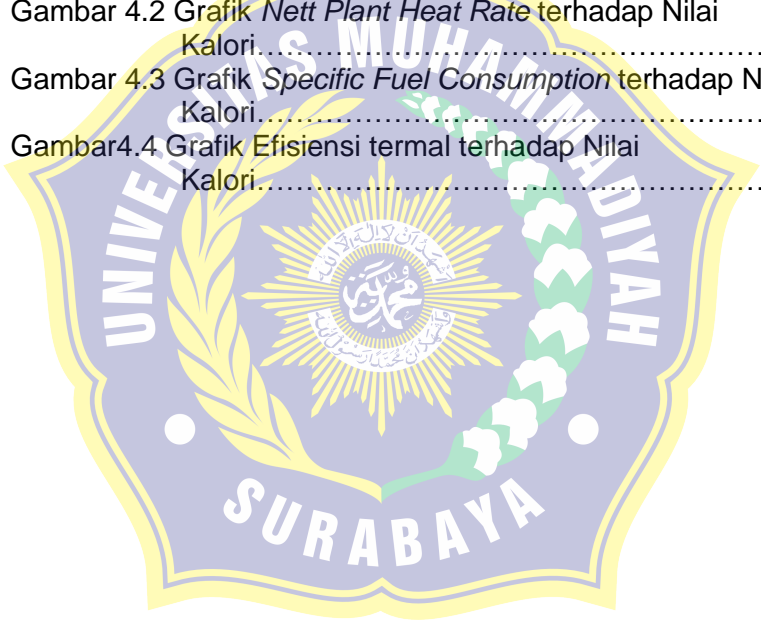 Gambar 4.2 Grafik Nett Plant Heat Rate terhadap Nilai
Kalori……………………………………………………
Gambar 4.3 Grafik Specific Fuel Consumption terhadap N
Kalori……………………………………………………
Gambar4.4 Grafik Efisiensi termal terhadap Nilai
Kalori……………………………………………………
UNIVERSITAS MUHAMMADIYAH
محمدية
SURABAYA